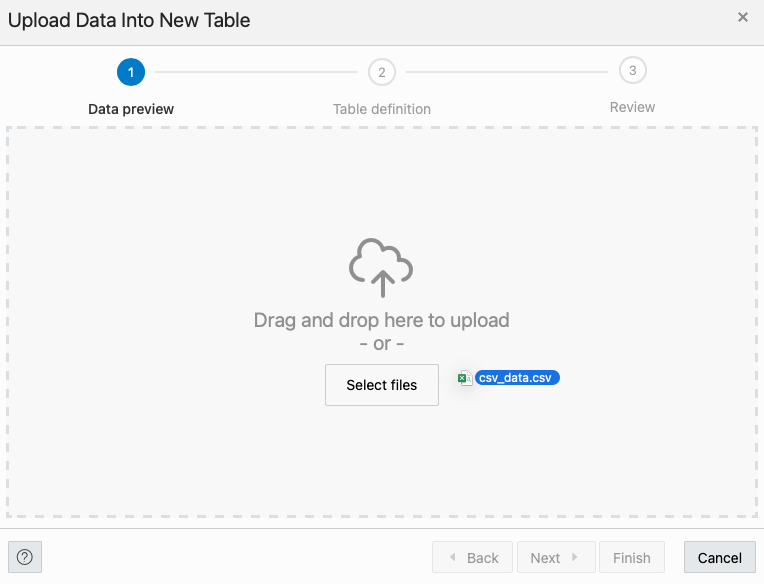 Upload Data Into New Table
1
2
3
Data preview
Table definition
Review
Drag and drop here to upload
- or -
Select files
csv_data.csv
Back
Next
Finish
Cancel